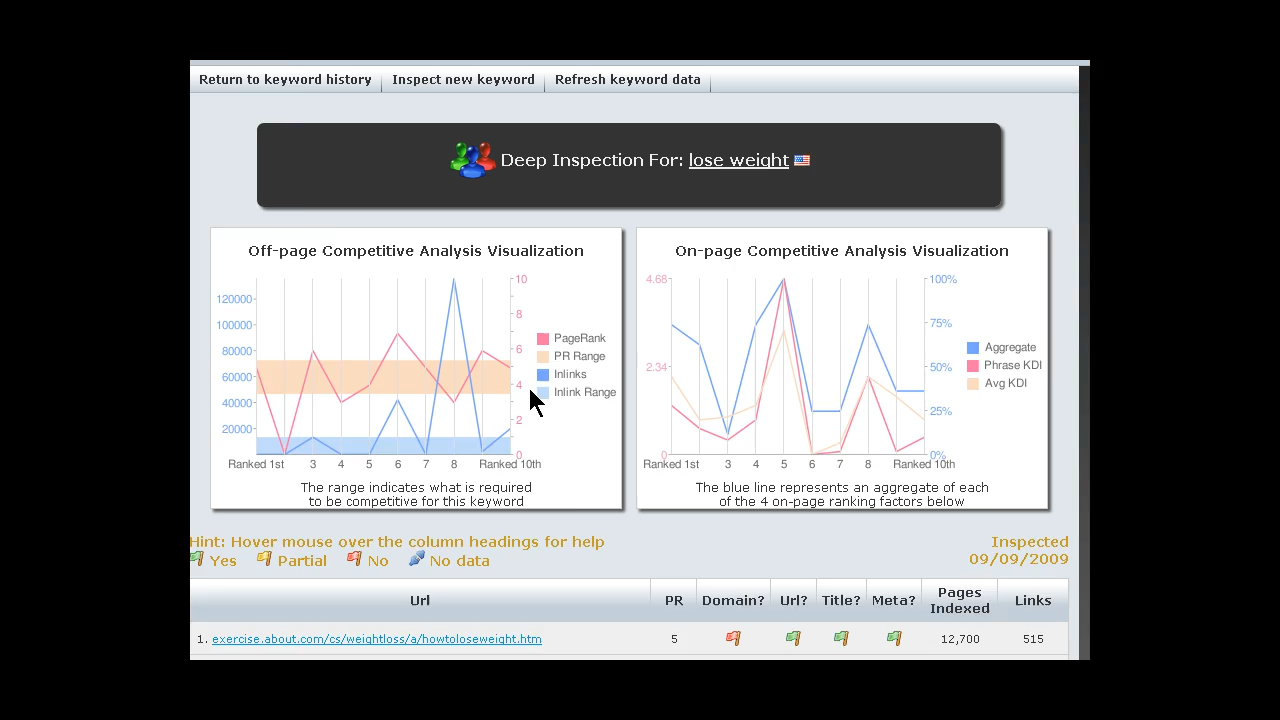 Return to keyword history
Inspect new keyword
Refresh keyword data
Deep Inspection For: lose weight
Off-page Competitive Analysis Visualization
120000
100000
80000
60000
40000
20000
10
8
6
4
2
0
Ranked 1st 3 4 5 6 7 8 Ranked 10th
PageRank
PR Range
Inlinks
Inlink Range
The range indicates what is required
to be competitive for this keyword
On-page Competitive Analysis Visualization
4.68
2.34
0
100%
75%
50%
25%
0%
Ranked 1st 3 4 5 6 7 8 Ranked 10th
Aggregate
Phrase KDI
Avg KDI
The blue line represents an aggregate of each
of the 4 on-page ranking factors below
Hint: Hover mouse over the column headings for help
Yes Partial No No data
Inspected
09/09/2009
Url PR Domain? Url? Title? Meta? Pages Indexed Links
1. exercise.about.com/cs/weightloss/a/howtoloseweight.htm 5 12,700 515